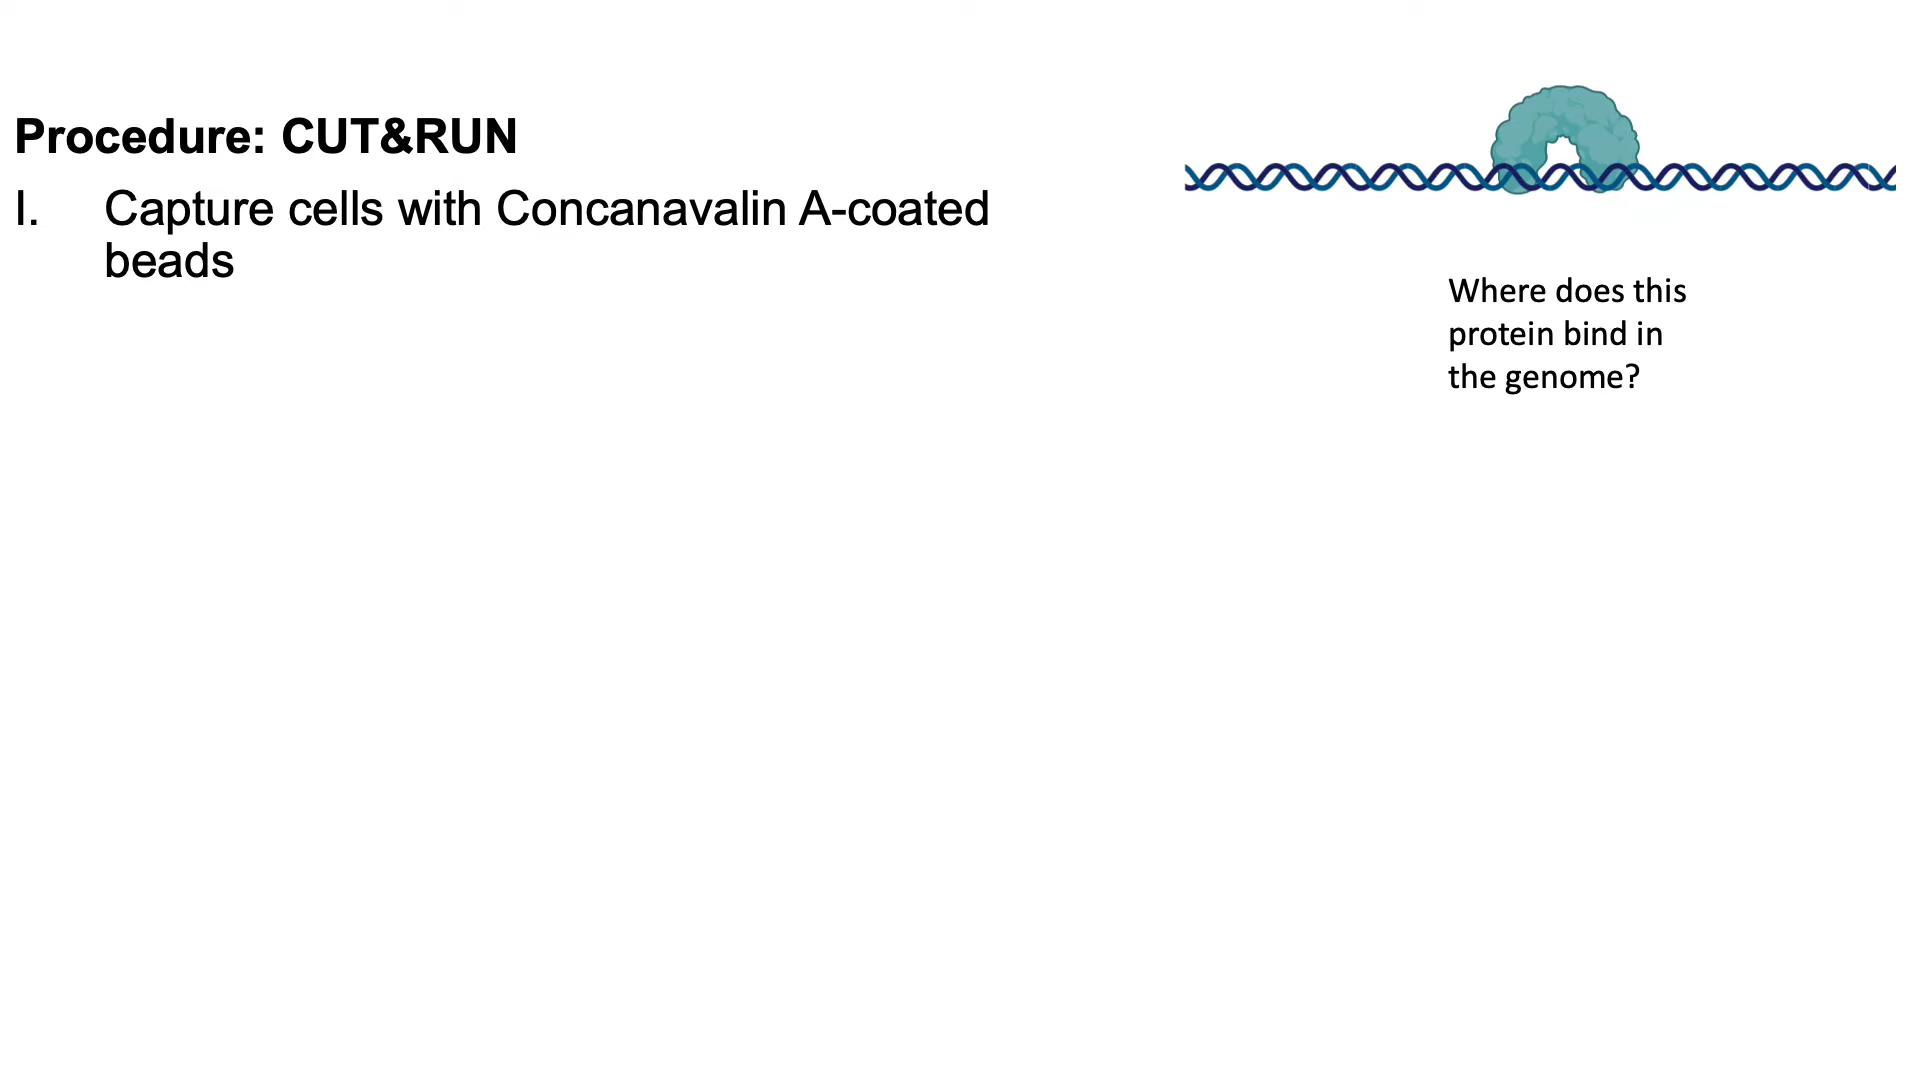 Procedure: CUT&RUN
I. Capture cells with Concanavalin A-coated
beads
Where does this
protein bind in
the genome?